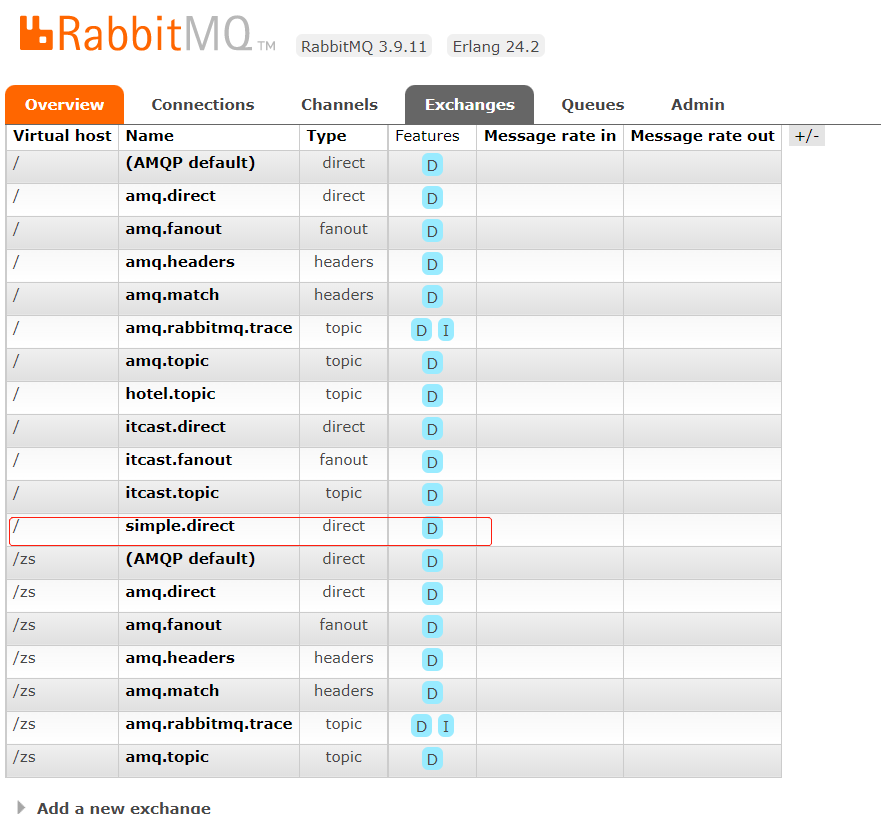 RabbitMQ TM RabbitMQ 3.9.11 Erlang 24.2
Overview Connections Channels Exchanges Queues Admin
Virtual host Name Type Features Message rate in Message rate out +/-
/ (AMQP default) direct D
/ amq.direct direct D
/ amq.fanout fanout D
/ amq.headers headers D
/ amq.match headers D
/ amq.rabbitmq.trace topic D I
/ amq.topic topic D
/ hotel.topic topic D
/ itcast.direct direct D
/ itcast.fanout fanout D
/ itcast.topic topic D
/ simple.direct direct D
/zs (AMQP default) direct D
/zs amq.direct direct D
/zs amq.fanout fanout D
/zs amq.headers headers D
/zs amq.match headers D
/zs amq.rabbitmq.trace topic D I
/zs amq.topic topic D
Add a new exchange